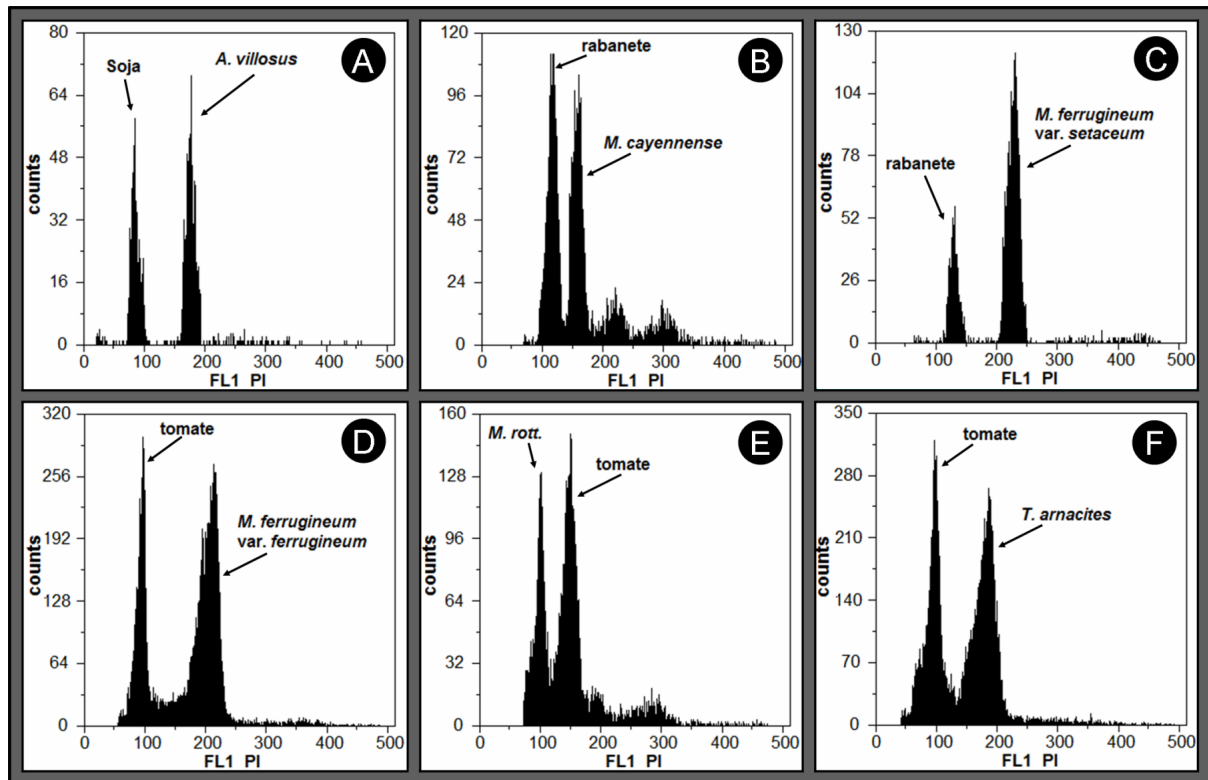 A
80
64
48
32
16
0
counts
Soja
A. villosus
0 100 200 300 400 500
FL1 PI
B
120
96
72
48
24
0
counts
rabanete
M. cayennense
0 100 200 300 400 500
FL1 PI
C
130
104
78
52
26
0
counts
M. ferrugineum
var. setaceum
rabanete
0 100 200 300 400 500
FL1 PI
D
320
256
192
128
64
0
counts
tomate
M. ferrugineum
var. ferrugineum
0 100 200 300 400 500
FL1 PI
E
160
128
96
64
32
0
counts
M. rott.
tomate
0 100 200 300 400 500
FL1 PI
F
350
280
210
140
70
0
counts
tomate
T. arnacites
0 100 200 300 400 500
FL1 PI